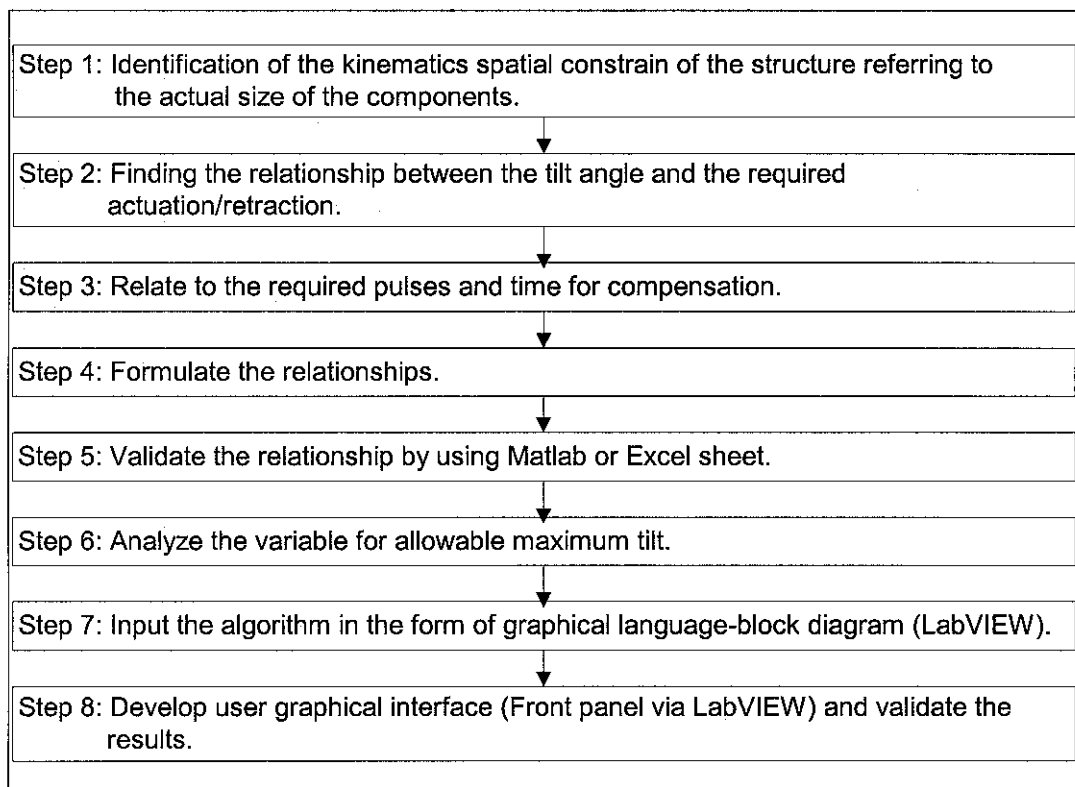 Step 1: Identification of the kinematics spatial constrain of the structure referring to
the actual size of the components.
Step 2: Finding the relationship between the tilt angle and the required
actuation/retraction.
Step 3: Relate to the required pulses and time for compensation.
Step 4: Formulate the relationships.
Step 5: Validate the relationship by using Matlab or Excel sheet.
Step 6: Analyze the variable for allowable maximum tilt.
Step 7: Input the algorithm in the form of graphical language-block diagram (LabVIEW).
Step 8: Develop user graphical interface (Front panel via LabVIEW) and validate the
results.